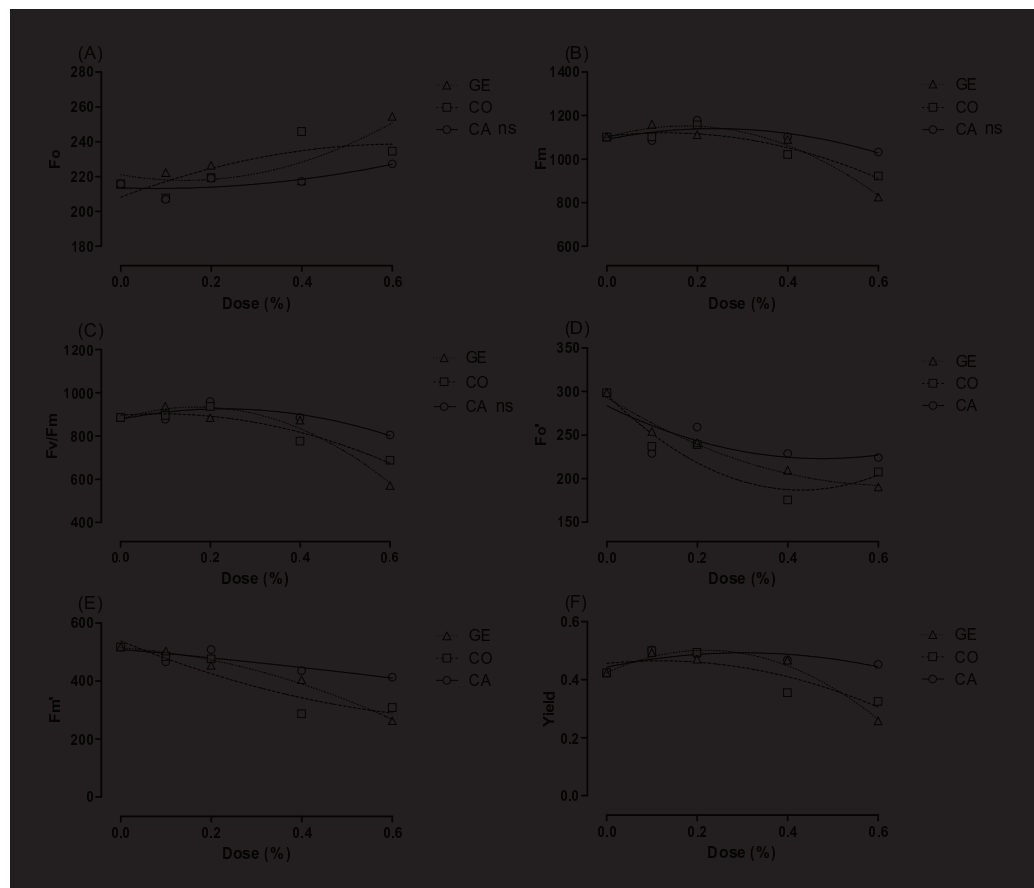 (A)
280
260
240
220
200
180
Fo
0.0 0.2 0.4 0.6
Dose (%)
GE
CO
CA ns
(B)
1400
1200
1000
800
600
Fm
0.0 0.2 0.4 0.6
Dose (%)
GE
CO
CA ns
(C)
1200
1000
800
600
400
Fv/Fm
0.0 0.2 0.4 0.6
Dose (%)
GE
CO
CA ns
(D)
350
300
250
200
150
Fo'
0.0 0.2 0.4 0.6
Dose (%)
GE
CO
CA
(E)
600
400
200
0
Fm'
0.0 0.2 0.4 0.6
Dose (%)
GE
CO
CA
(F)
0.6
0.4
0.2
0.0
Yield
0.0 0.2 0.4 0.6
Dose (%)
GE
CO
CA